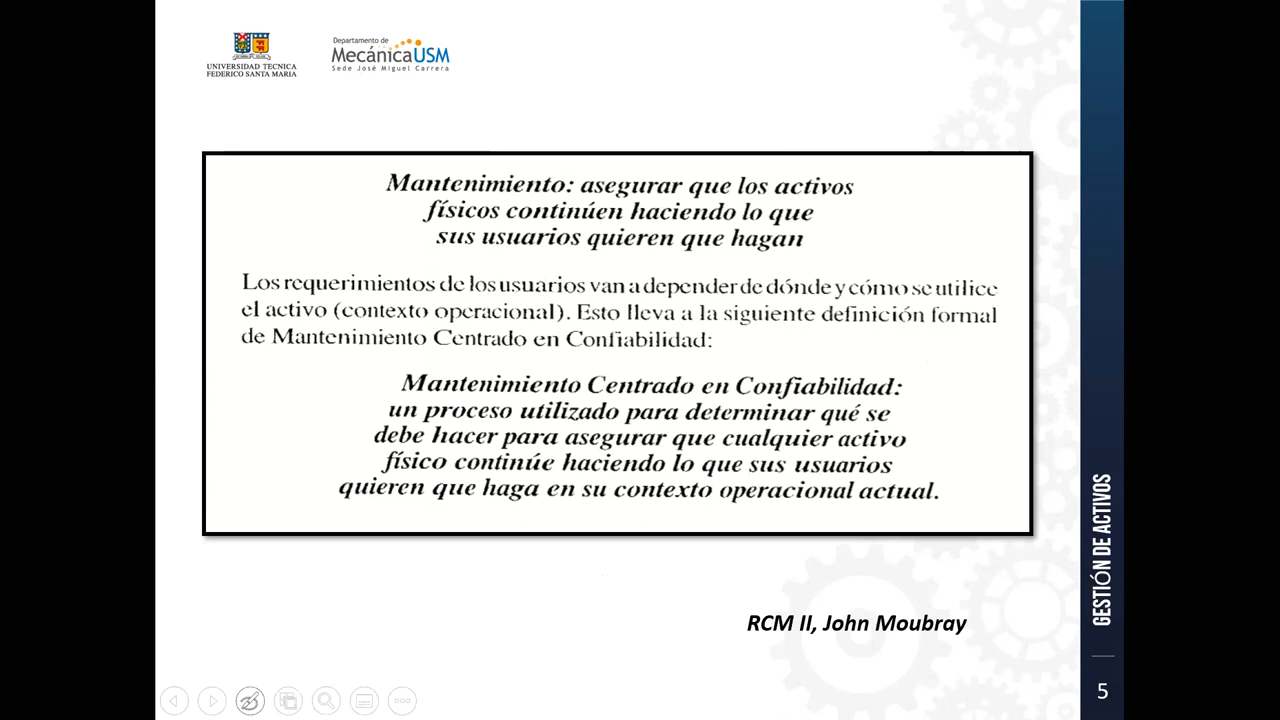 UNIVERSIDAD TECNICA
FEDERICO SANTA MARIA
Departamento de
MecánicaUSM
Sede José Miguel Carrera
Mantenimiento: asegurar que los activos
físicos continúen haciendo lo que
sus usuarios quieren que hagan
Los requerimientos de los usuarios van a depender de dónde y cómo se utilice
el activo (contexto operacional). Esto lleva a la siguiente definición formal
de Mantenimiento Centrado en Confiabilidad:
Mantenimiento Centrado en Confiabilidad:
un proceso utilizado para determinar qué se
debe hacer para asegurar que cualquier activo
físico continúe haciendo lo que sus usuarios
quieren que haga en su contexto operacional actual.
RCM II, John Moubray
GESTIÓN DE ACTIVOS
5